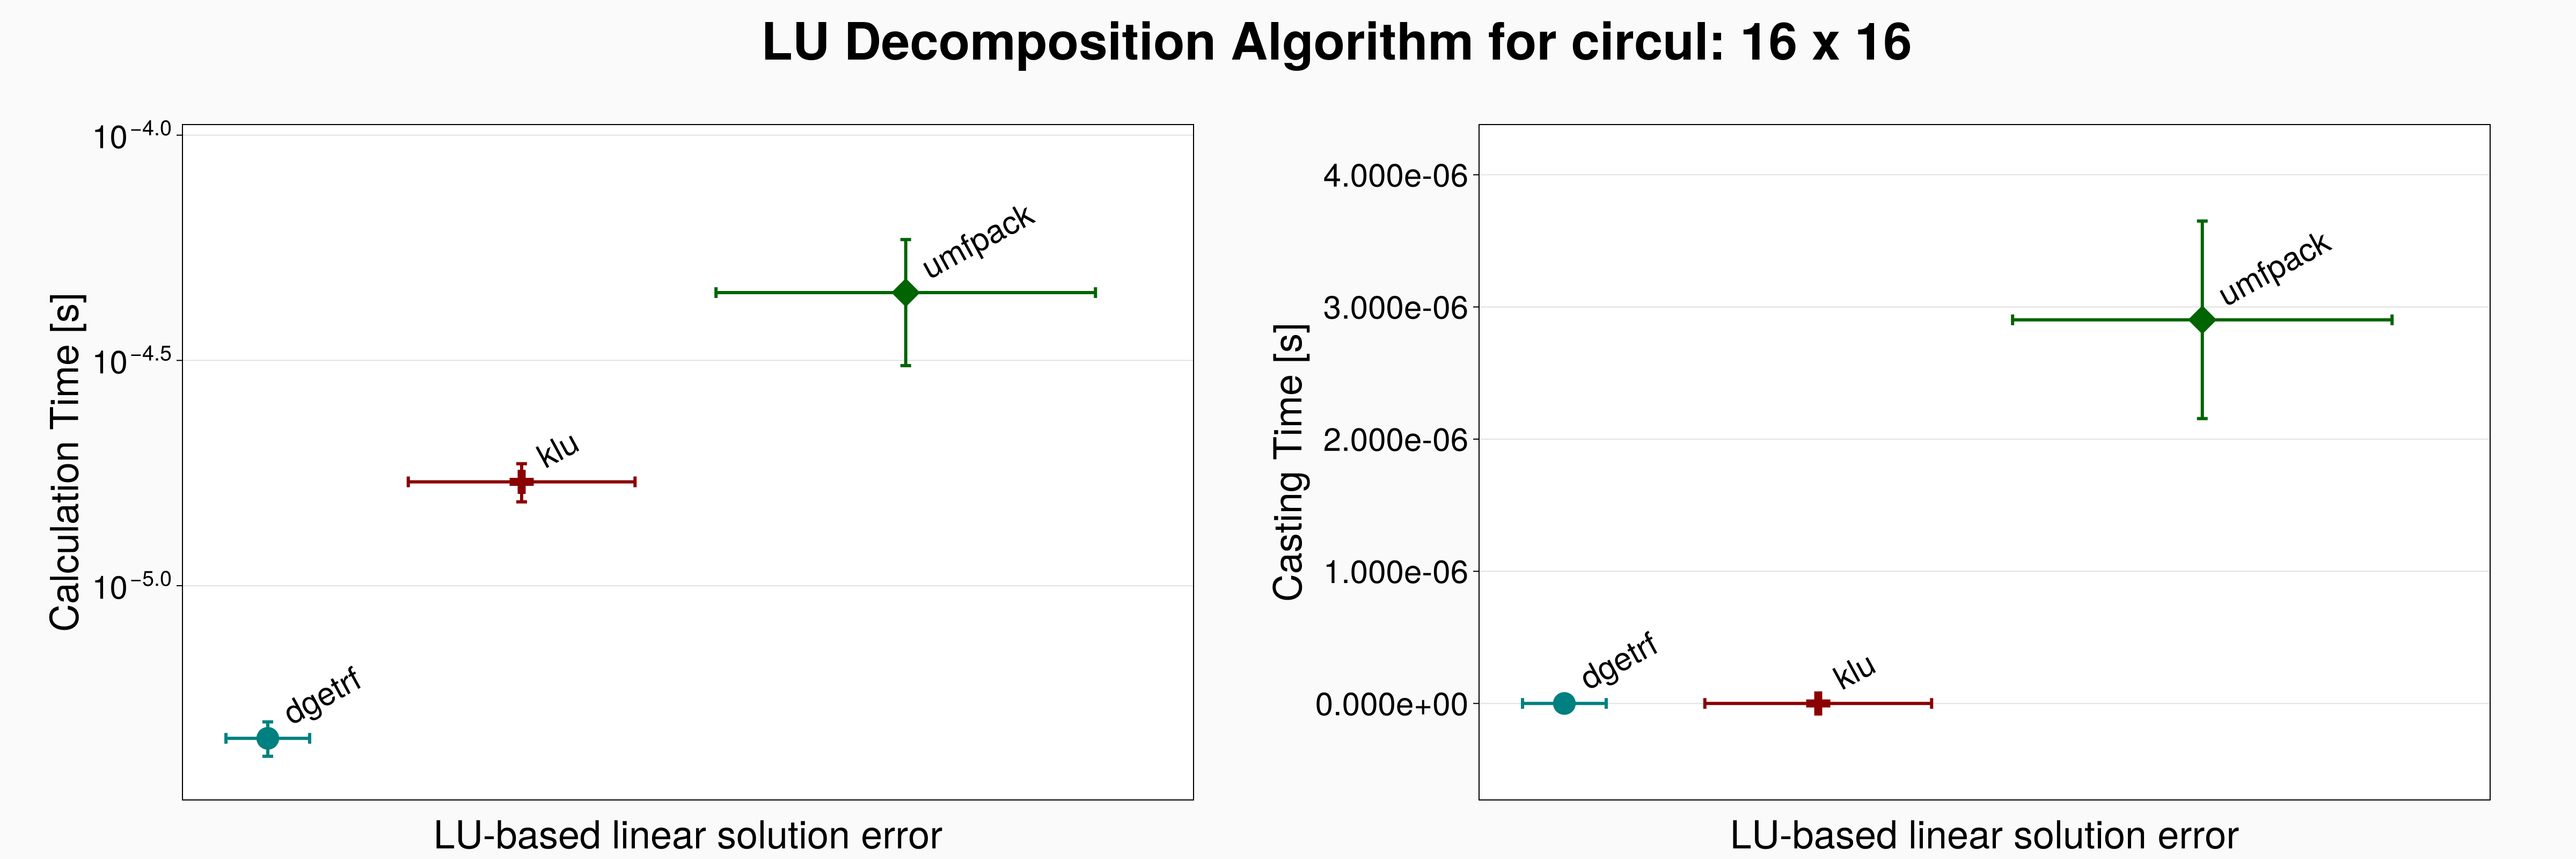 LU Decomposition Algorithm for circul: 16 x 16
Calculation Time [s]
10^−4.0
10^−4.5
10^−5.0
umfpack
klu
dgetrf
LU-based linear solution error
Casting Time [s]
4.000e-06
3.000e-06
2.000e-06
1.000e-06
0.000e+00
umfpack
dgetrf
klu
LU-based linear solution error